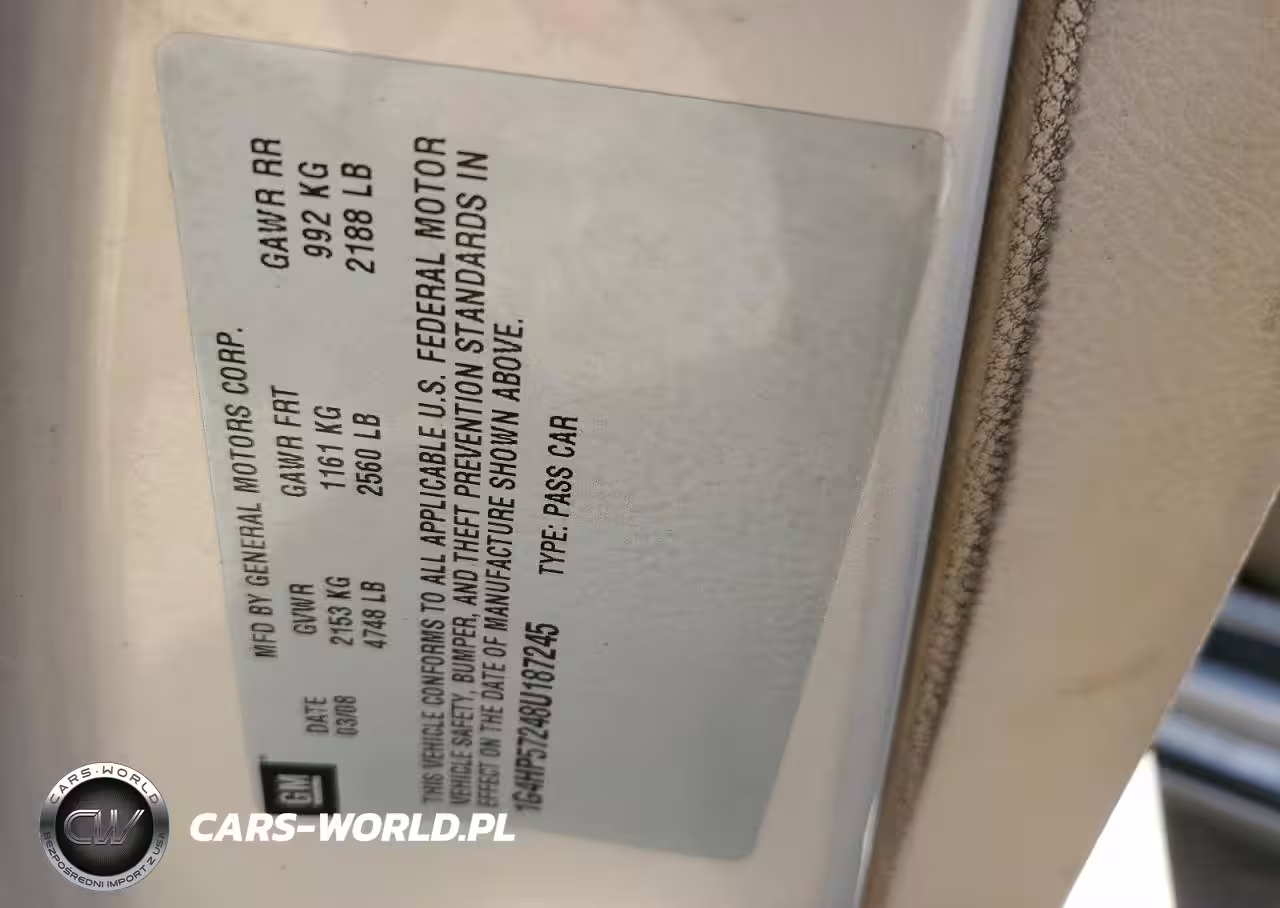 MFD BY GENERAL MOTORS CORP.
DATE GVWR GAWR FRT GAWR RR
03/08 2153 KG 1161 KG 992 KG
4748 LB 2560 LB 2188 LB
GM
THIS VEHICLE CONFORMS TO ALL APPLICABLE U.S. FEDERAL MOTOR
VEHICLE SAFETY, BUMPER, AND THEFT PREVENTION STANDARDS IN
EFFECT ON THE DATE OF MANUFACTURE SHOWN ABOVE.
1G4HP57248U187245 TYPE: PASS CAR
CARS-WORLD
CW
BEZPOŚREDNI IMPORT Z USA
CARS-WORLD.PL